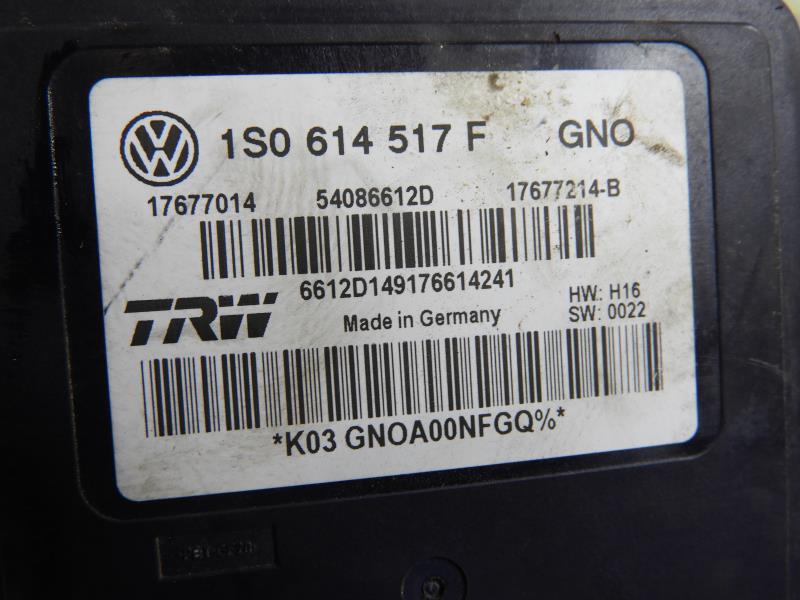 1S0 614 517 F GNO
17677014 54086612D 17677214-B
6612D149176614241
TRW Made in Germany HW.: H16
SW: 0022
*K03 GNOA00NFGQ%*